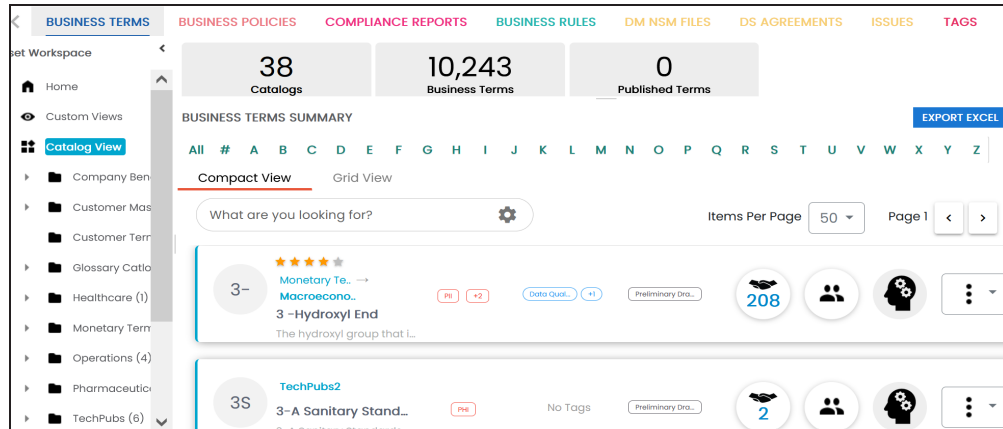 BUSINESS TERMS BUSINESS POLICIES COMPLIANCE REPORTS BUSINESS RULES DM NSM FILES DS AGREEMENTS ISSUES TAGS
set Workspace
Home
Custom Views
Catalog View
Company Ben
Customer Mas
Customer Tern
Glossary Catlo
Healthcare (1)
Monetary Term
Operations (4)
Pharmaceutic
TechPubs (6)
38
Catalogs
10,243
Business Terms
0
Published Terms
BUSINESS TERMS SUMMARY
EXPORT EXCEL
All # A B C D E F G H I J K L M N O P Q R S T U V W X Y Z
Compact View Grid View
What are you looking for?
Items Per Page 50 Page 1 < >
3-
Monetary Te.. →
Macroecono..
3 -Hydroxyl End
The hydroxyl group that i...
PII +2
Data Qual... +1
Preliminary Dra...
208
3S
TechPubs2
3-A Sanitary Stand...
PHI
No Tags
Preliminary Dra...
2